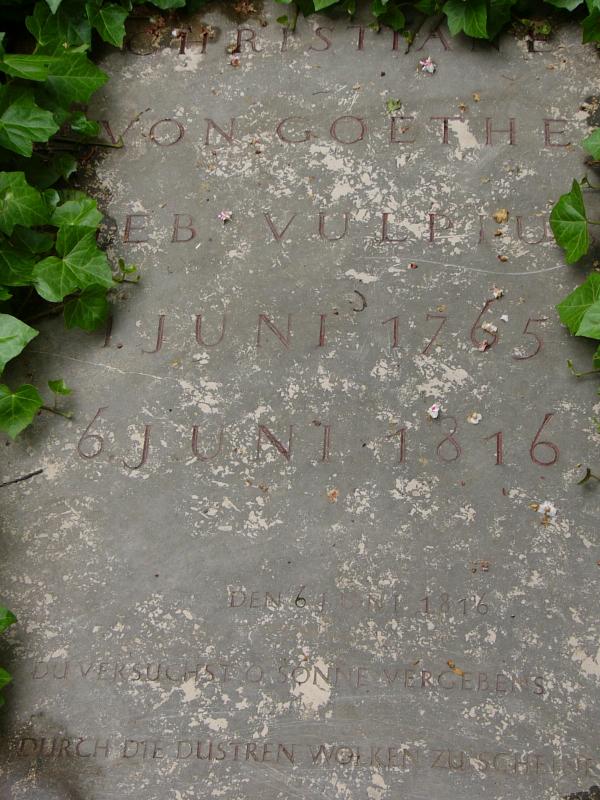 CHRISTIANE
VON GOETHE
GEB. VULPIUS
1. JUNI 1765
6. JUNI 1816
DEN 6 JUNI 1816
DU VERSUCHST O SONNE VERGEBENS
DURCH DIE DÜSTREN WOLKEN ZU SCHEINEN